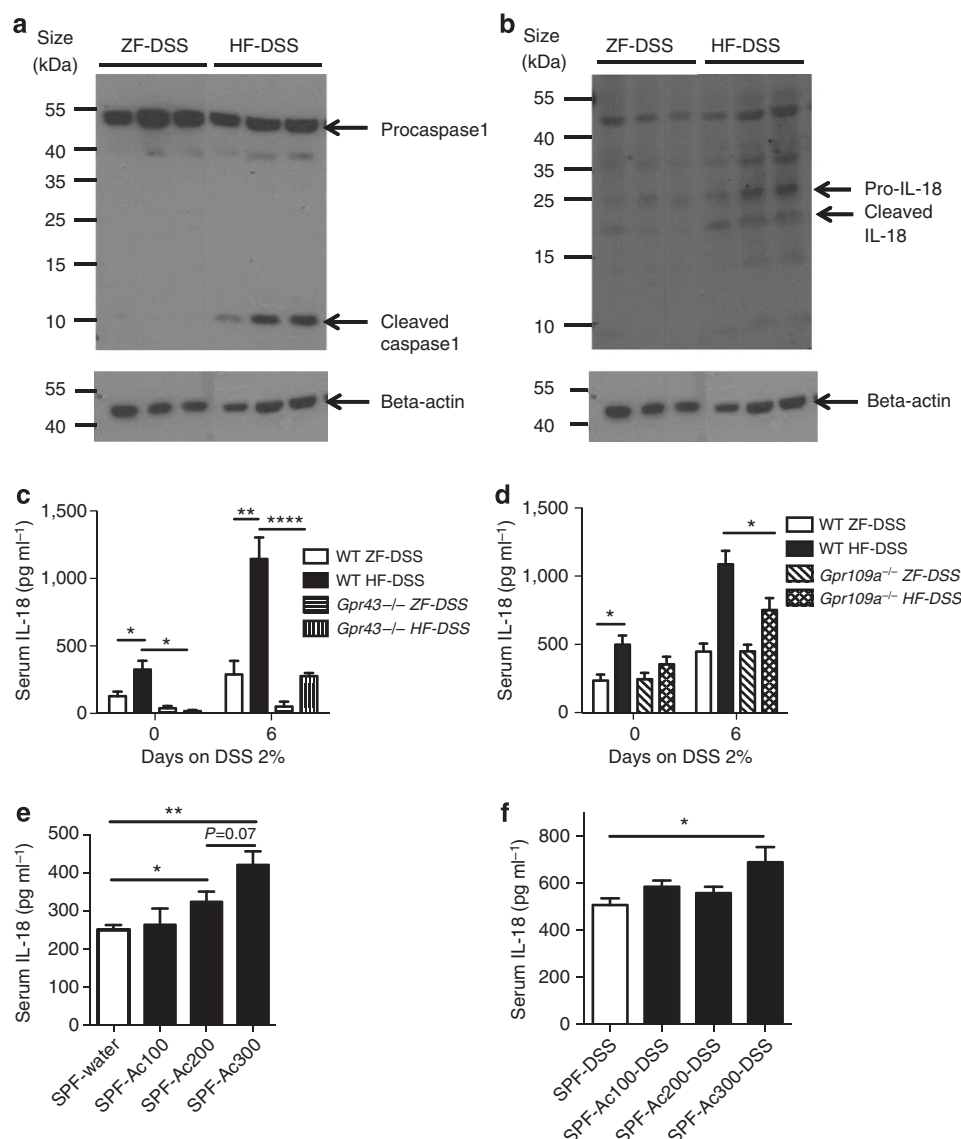 a
Size
(kDa)
ZF-DSS
HF-DSS
55
40
35
25
15
10
Procaspase1
Cleaved
caspase1
55
40
Beta-actin
b
Size
(kDa)
ZF-DSS
HF-DSS
55
40
35
25
15
10
Pro-IL-18
Cleaved
IL-18
55
40
Beta-actin
c
Serum IL-18 (pg ml⁻¹)
1,500
1,000
500
0
* * ** ****
0 6
Days on DSS 2%
WT ZF-DSS
WT HF-DSS
Gpr43–/– ZF-DSS
Gpr43–/– HF-DSS
d
Serum IL-18 (pg ml⁻¹)
1,500
1,000
500
0
* *
0 6
Days on DSS 2%
WT ZF-DSS
WT HF-DSS
Gpr109a⁻/⁻ ZF-DSS
Gpr109a⁻/⁻ HF-DSS
e
Serum IL-18 (pg ml⁻¹)
500
400
300
200
100
0
**
P=0.07
*
SPF-water
SPF-Ac100
SPF-Ac200
SPF-Ac300
f
Serum IL-18 (pg ml⁻¹)
800
600
400
200
0
*
SPF-DSS
SPF-Ac100-DSS
SPF-Ac200-DSS
SPF-Ac300-DSS